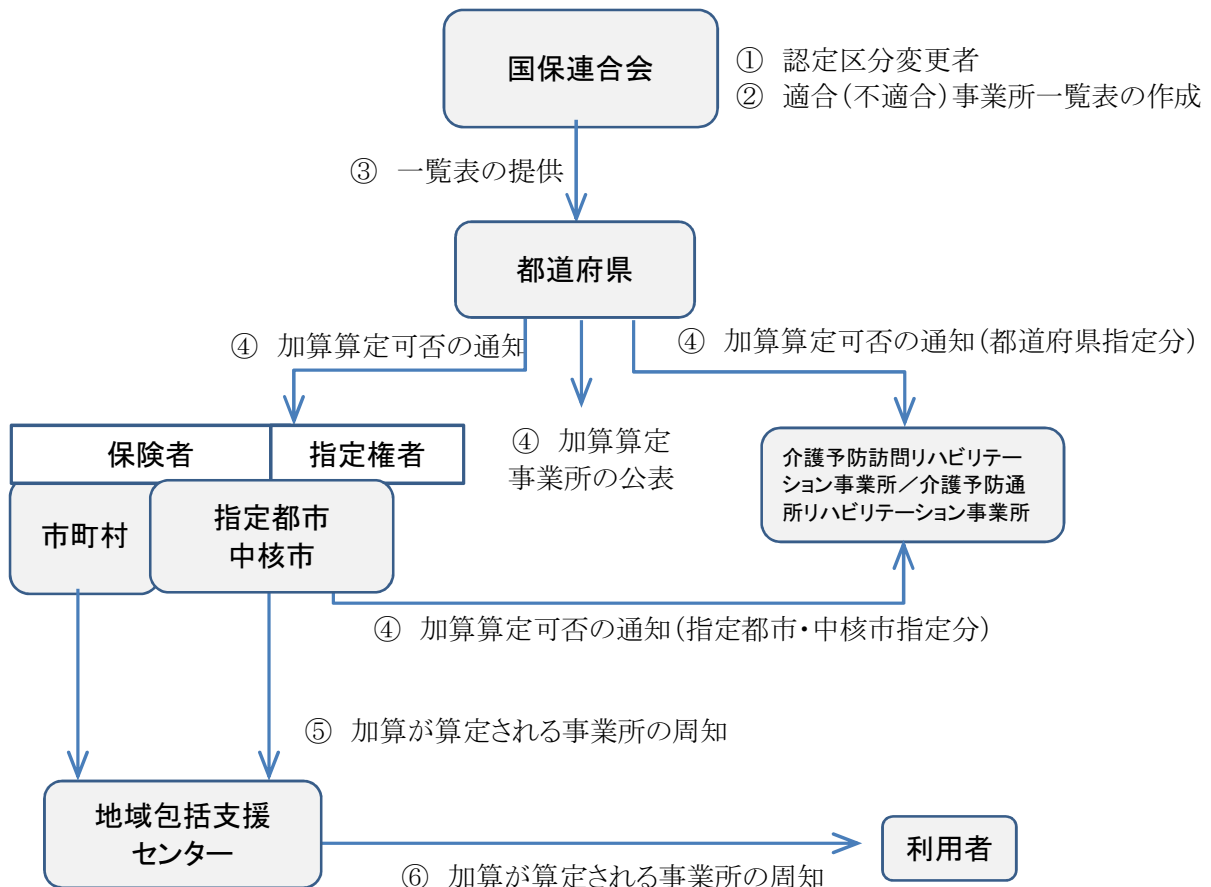 国保連合会
① 認定区分変更者
② 適合(不適合)事業所一覧表の作成
③ 一覧表の提供
都道府県
④ 加算算定可否の通知
④ 加算算定可否の通知(都道府県指定分)
保険者
指定権者
④ 加算算定
事業所の公表
介護予防訪問リハビリテー
ション事業所／介護予防通
所リハビリテーション事業所
市町村
指定都市
中核市
④ 加算算定可否の通知(指定都市・中核市指定分)
⑤ 加算が算定される事業所の周知
地域包括支援
センター
利用者
⑥ 加算が算定される事業所の周知